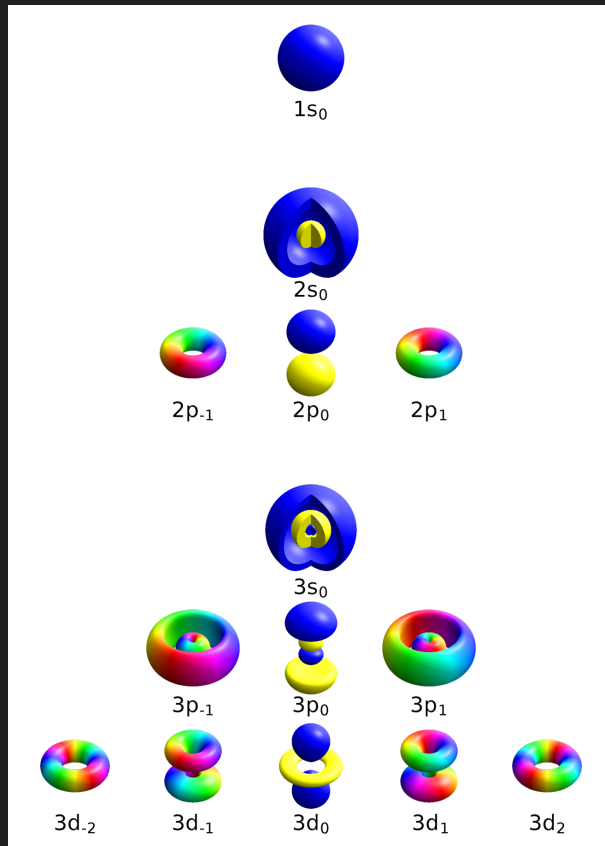 1s₀
2s₀
2p₋₁ 2p₀ 2p₁
3s₀
3p₋₁ 3p₀ 3p₁
3d₋₂ 3d₋₁ 3d₀ 3d₁ 3d₂